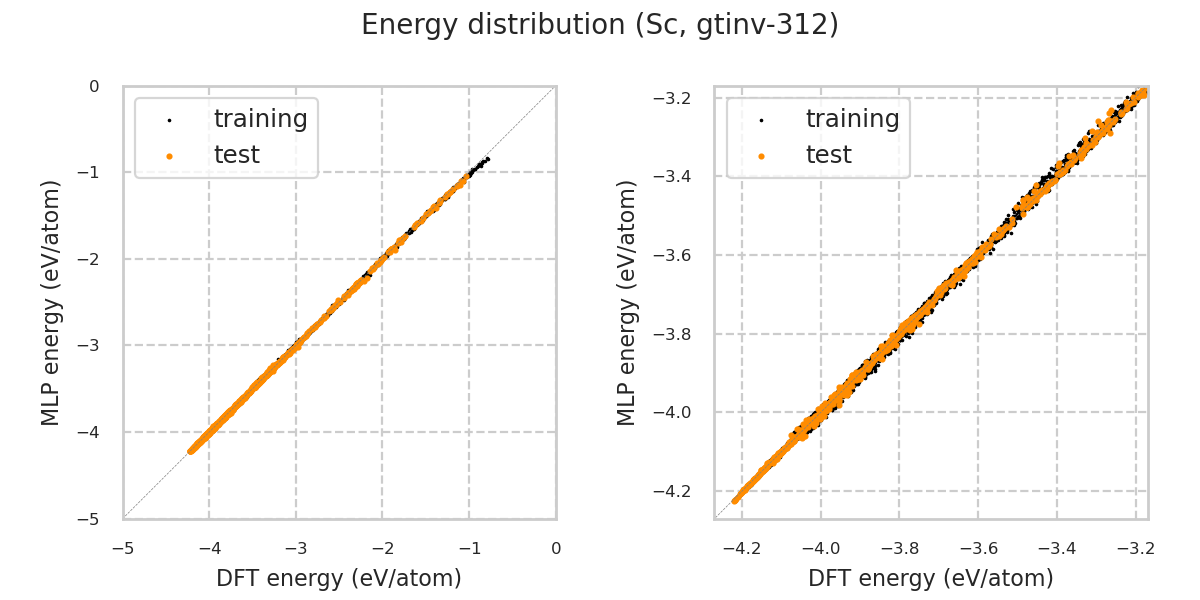 Energy distribution (Sc, gtinv-312)
training
test
0
−1
−2
−3
−4
−5
−5
−4
−3
−2
−1
0
MLP energy (eV/atom)
DFT energy (eV/atom)
training
test
−3.2
−3.4
−3.6
−3.8
−4.0
−4.2
−4.2
−4.0
−3.8
−3.6
−3.4
−3.2
MLP energy (eV/atom)
DFT energy (eV/atom)